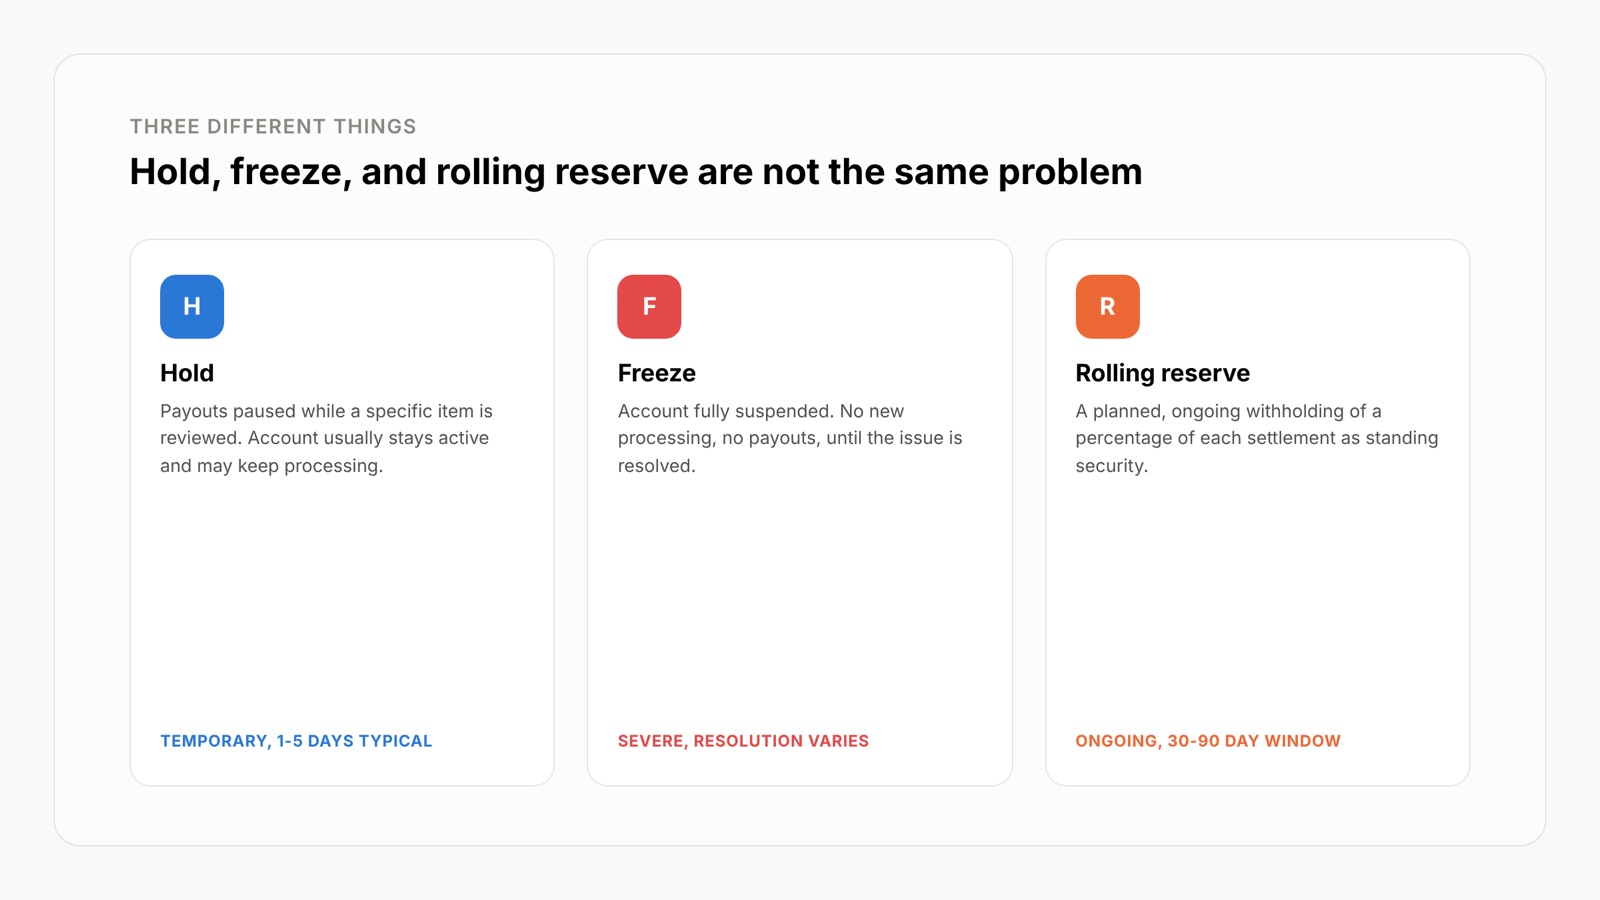 THREE DIFFERENT THINGS
Hold, freeze, and rolling reserve are not the same problem
H
Hold
Payouts paused while a specific item is
reviewed. Account usually stays active
and may keep processing.
TEMPORARY, 1-5 DAYS TYPICAL
F
Freeze
Account fully suspended. No new
processing, no payouts, until the issue is
resolved.
SEVERE, RESOLUTION VARIES
R
Rolling reserve
A planned, ongoing withholding of a
percentage of each settlement as standing
security.
ONGOING, 30-90 DAY WINDOW